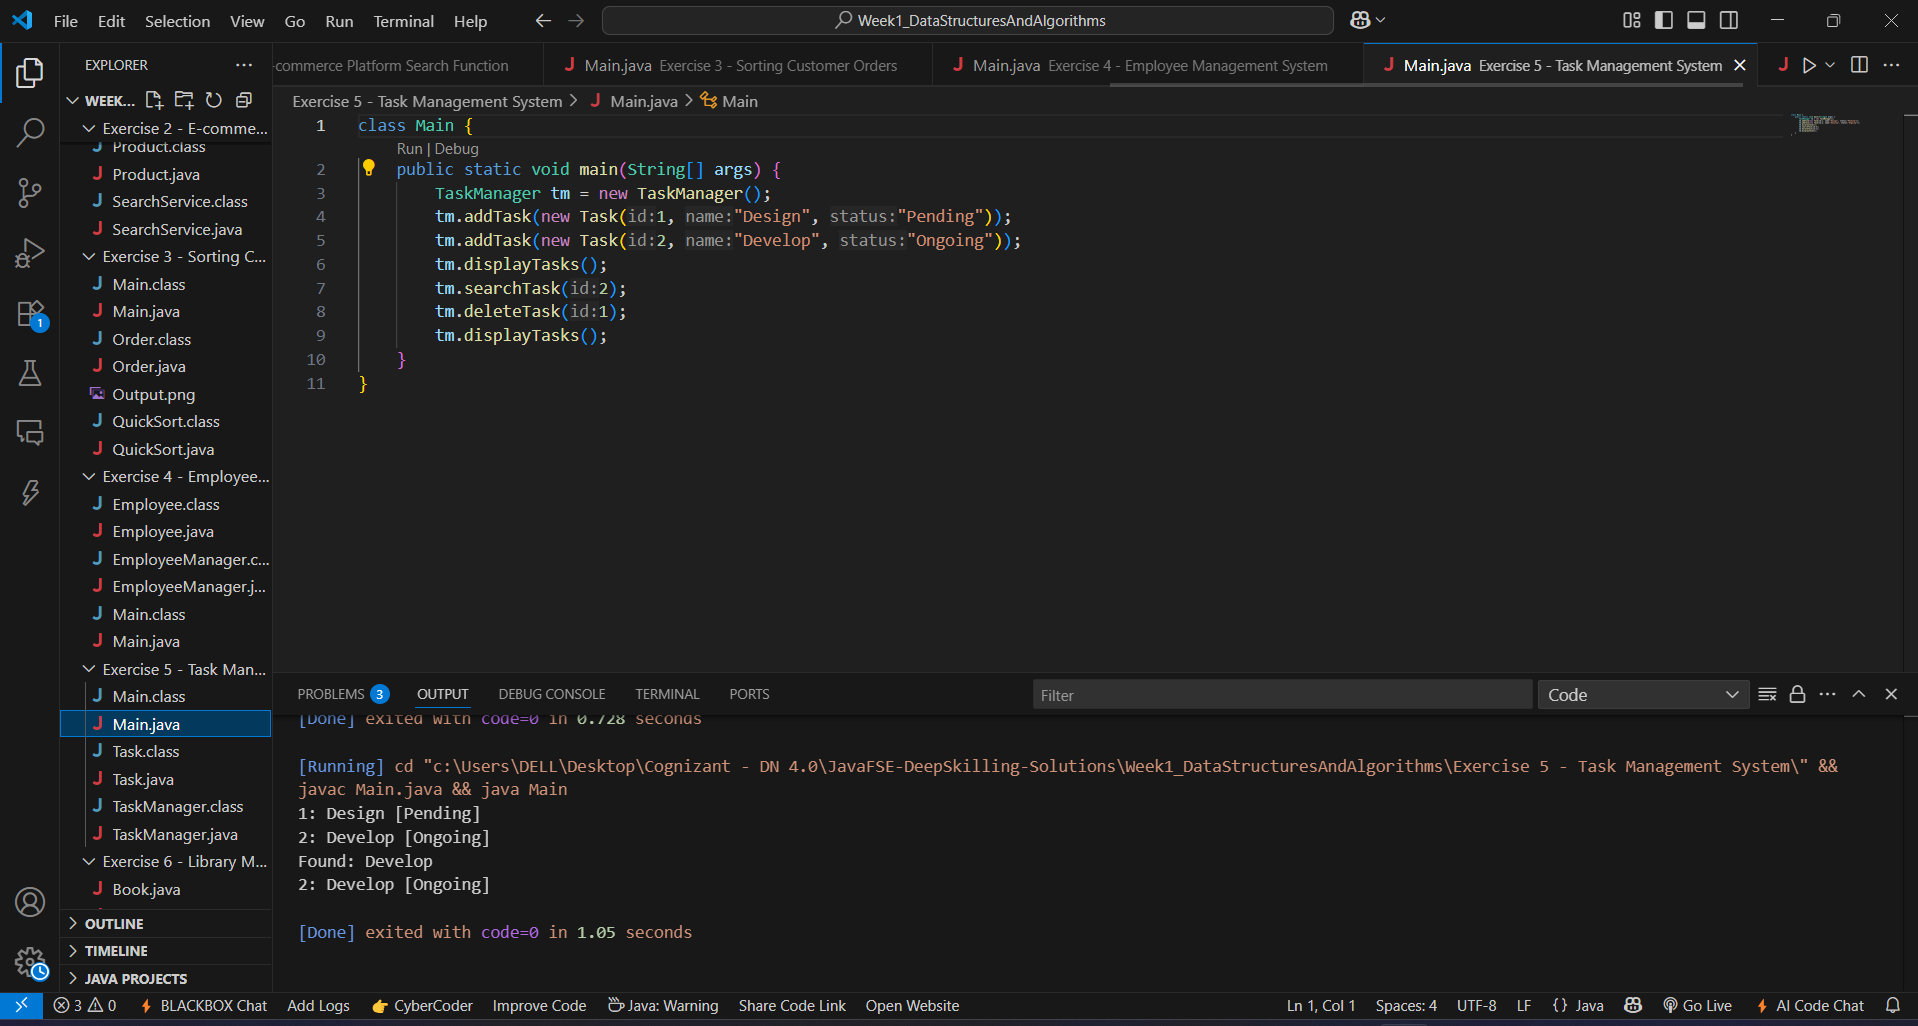 File Edit Selection View Go Run Terminal Help
Week1_DataStructuresAndAlgorithms
EXPLORER
-commerce Platform Search Function
Main.java Exercise 3 - Sorting Customer Orders
Main.java Exercise 4 - Employee Management System
Main.java Exercise 5 - Task Management System
WEEK...
Exercise 2 - E-comme...
Product.class
Product.java
SearchService.class
SearchService.java
Exercise 3 - Sorting C...
Main.class
Main.java
Order.class
Order.java
Output.png
QuickSort.class
QuickSort.java
Exercise 4 - Employee...
Employee.class
Employee.java
EmployeeManager.c...
EmployeeManager.j...
Main.class
Main.java
Exercise 5 - Task Man...
Main.class
Main.java
Task.class
Task.java
TaskManager.class
TaskManager.java
Exercise 6 - Library M...
Book.java
OUTLINE
TIMELINE
JAVA PROJECTS
1
Exercise 5 - Task Management System > Main.java > Main
1 class Main {
Run | Debug
2 public static void main(String[] args) {
3 TaskManager tm = new TaskManager();
4 tm.addTask(new Task(id:1, name:"Design", status:"Pending"));
5 tm.addTask(new Task(id:2, name:"Develop", status:"Ongoing"));
6 tm.displayTasks();
7 tm.searchTask(id:2);
8 tm.deleteTask(id:1);
9 tm.displayTasks();
10 }
11 }
PROBLEMS 3 OUTPUT DEBUG CONSOLE TERMINAL PORTS
Filter
Code
[Done] exited with code=0 in 0.728 seconds
[Running] cd "c:\Users\DELL\Desktop\Cognizant - DN 4.0\JavaFSE-DeepSkilling-Solutions\Week1_DataStructuresAndAlgorithms\Exercise 5 - Task Management System\" &&
javac Main.java && java Main
1: Design [Pending]
2: Develop [Ongoing]
Found: Develop
2: Develop [Ongoing]
[Done] exited with code=0 in 1.05 seconds
3 0 BLACKBOX Chat Add Logs CyberCoder Improve Code Java: Warning Share Code Link Open Website
Ln 1, Col 1 Spaces: 4 UTF-8 LF {} Java Go Live AI Code Chat